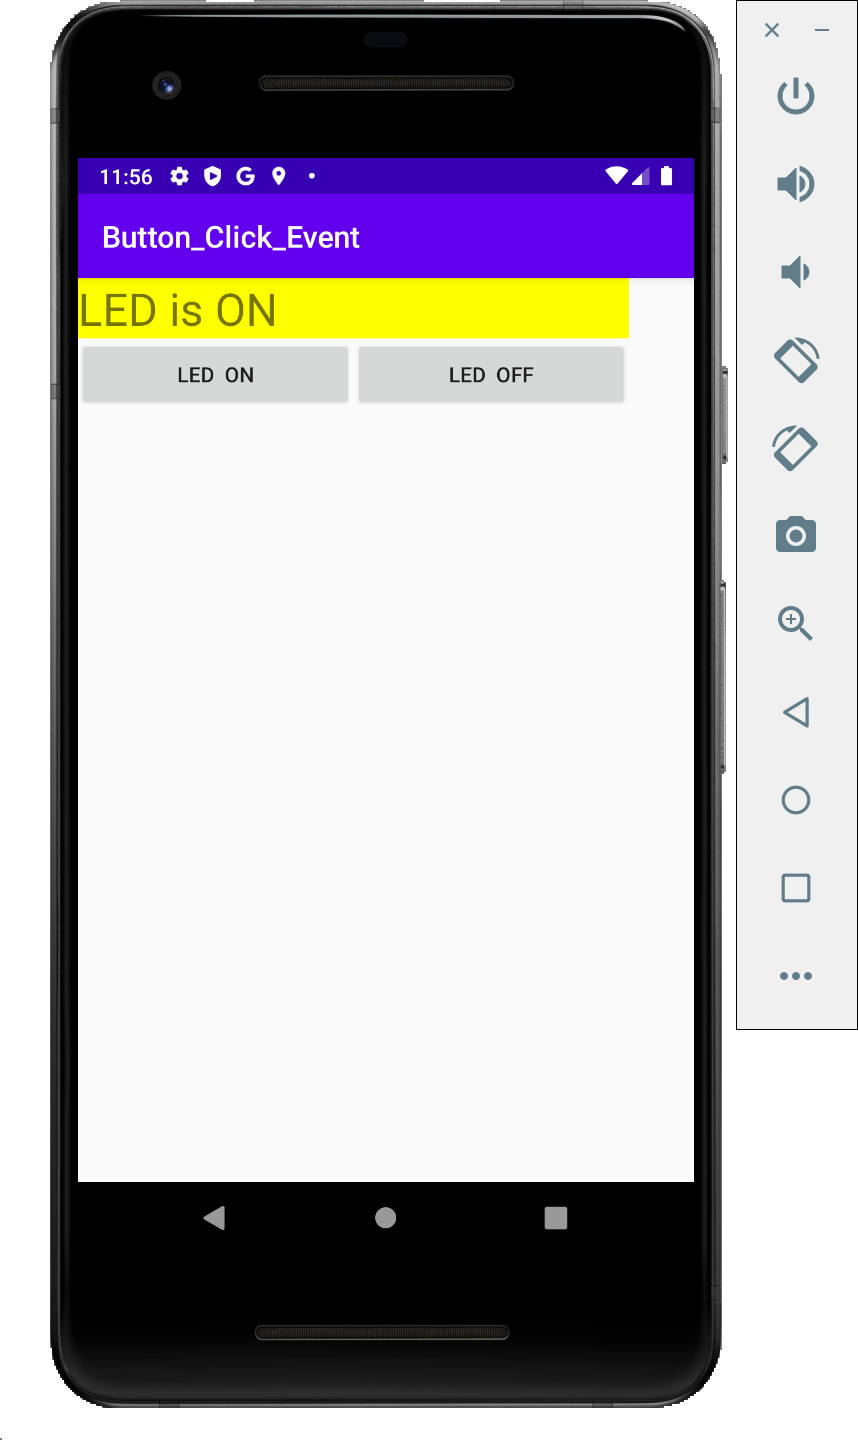 11:56
Button_Click_Event
LED is ON
LED ON LED OFF